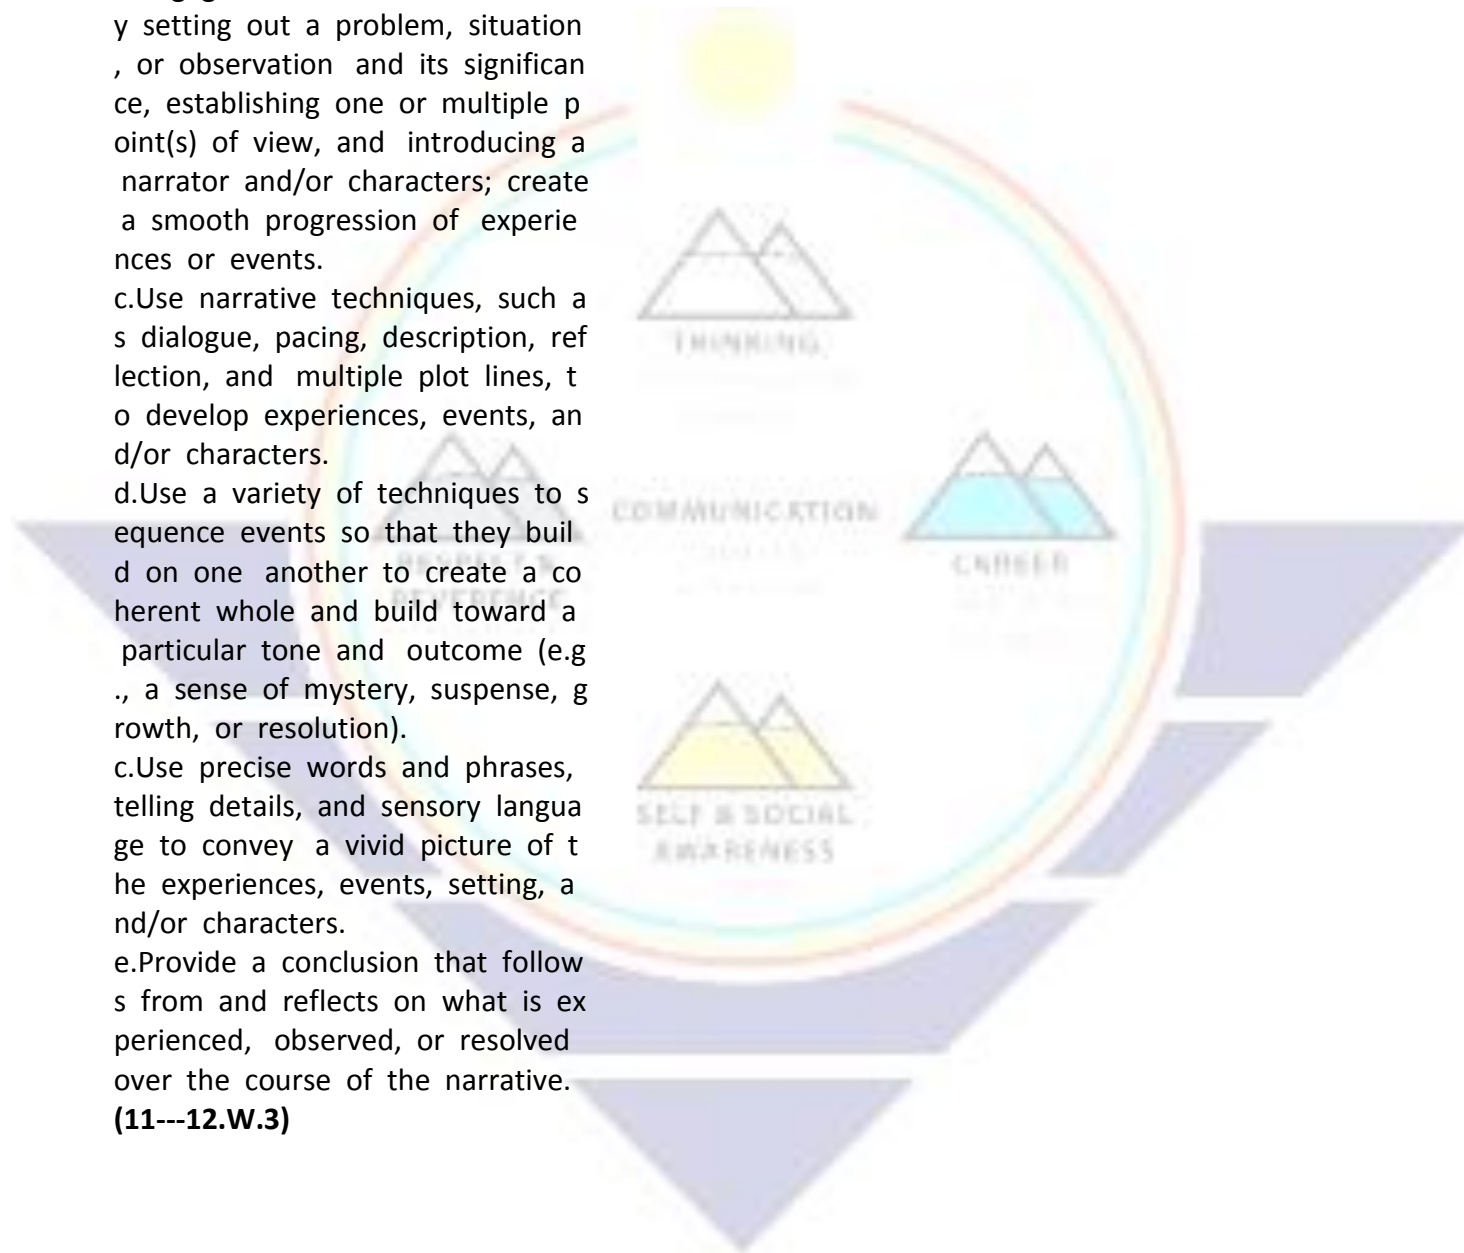 y setting out a problem, situation
, or observation and its significan
ce, establishing one or multiple p
oint(s) of view, and introducing a
narrator and/or characters; create
a smooth progression of experie
nces or events.
c.Use narrative techniques, such a
s dialogue, pacing, description, ref
lection, and multiple plot lines, t
o develop experiences, events, an
d/or characters.
d.Use a variety of techniques to s
equence events so that they buil
d on one another to create a co
herent whole and build toward a
particular tone and outcome (e.g
., a sense of mystery, suspense, g
rowth, or resolution).
c.Use precise words and phrases,
telling details, and sensory langua
ge to convey a vivid picture of t
he experiences, events, setting, a
nd/or characters.
e.Provide a conclusion that follow
s from and reflects on what is ex
perienced, observed, or resolved
over the course of the narrative.
(11---12.W.3)
THINKING
COMMUNICATION
RESPECT &
REVERENCE
CAREER
SELF & SOCIAL
AWARENESS